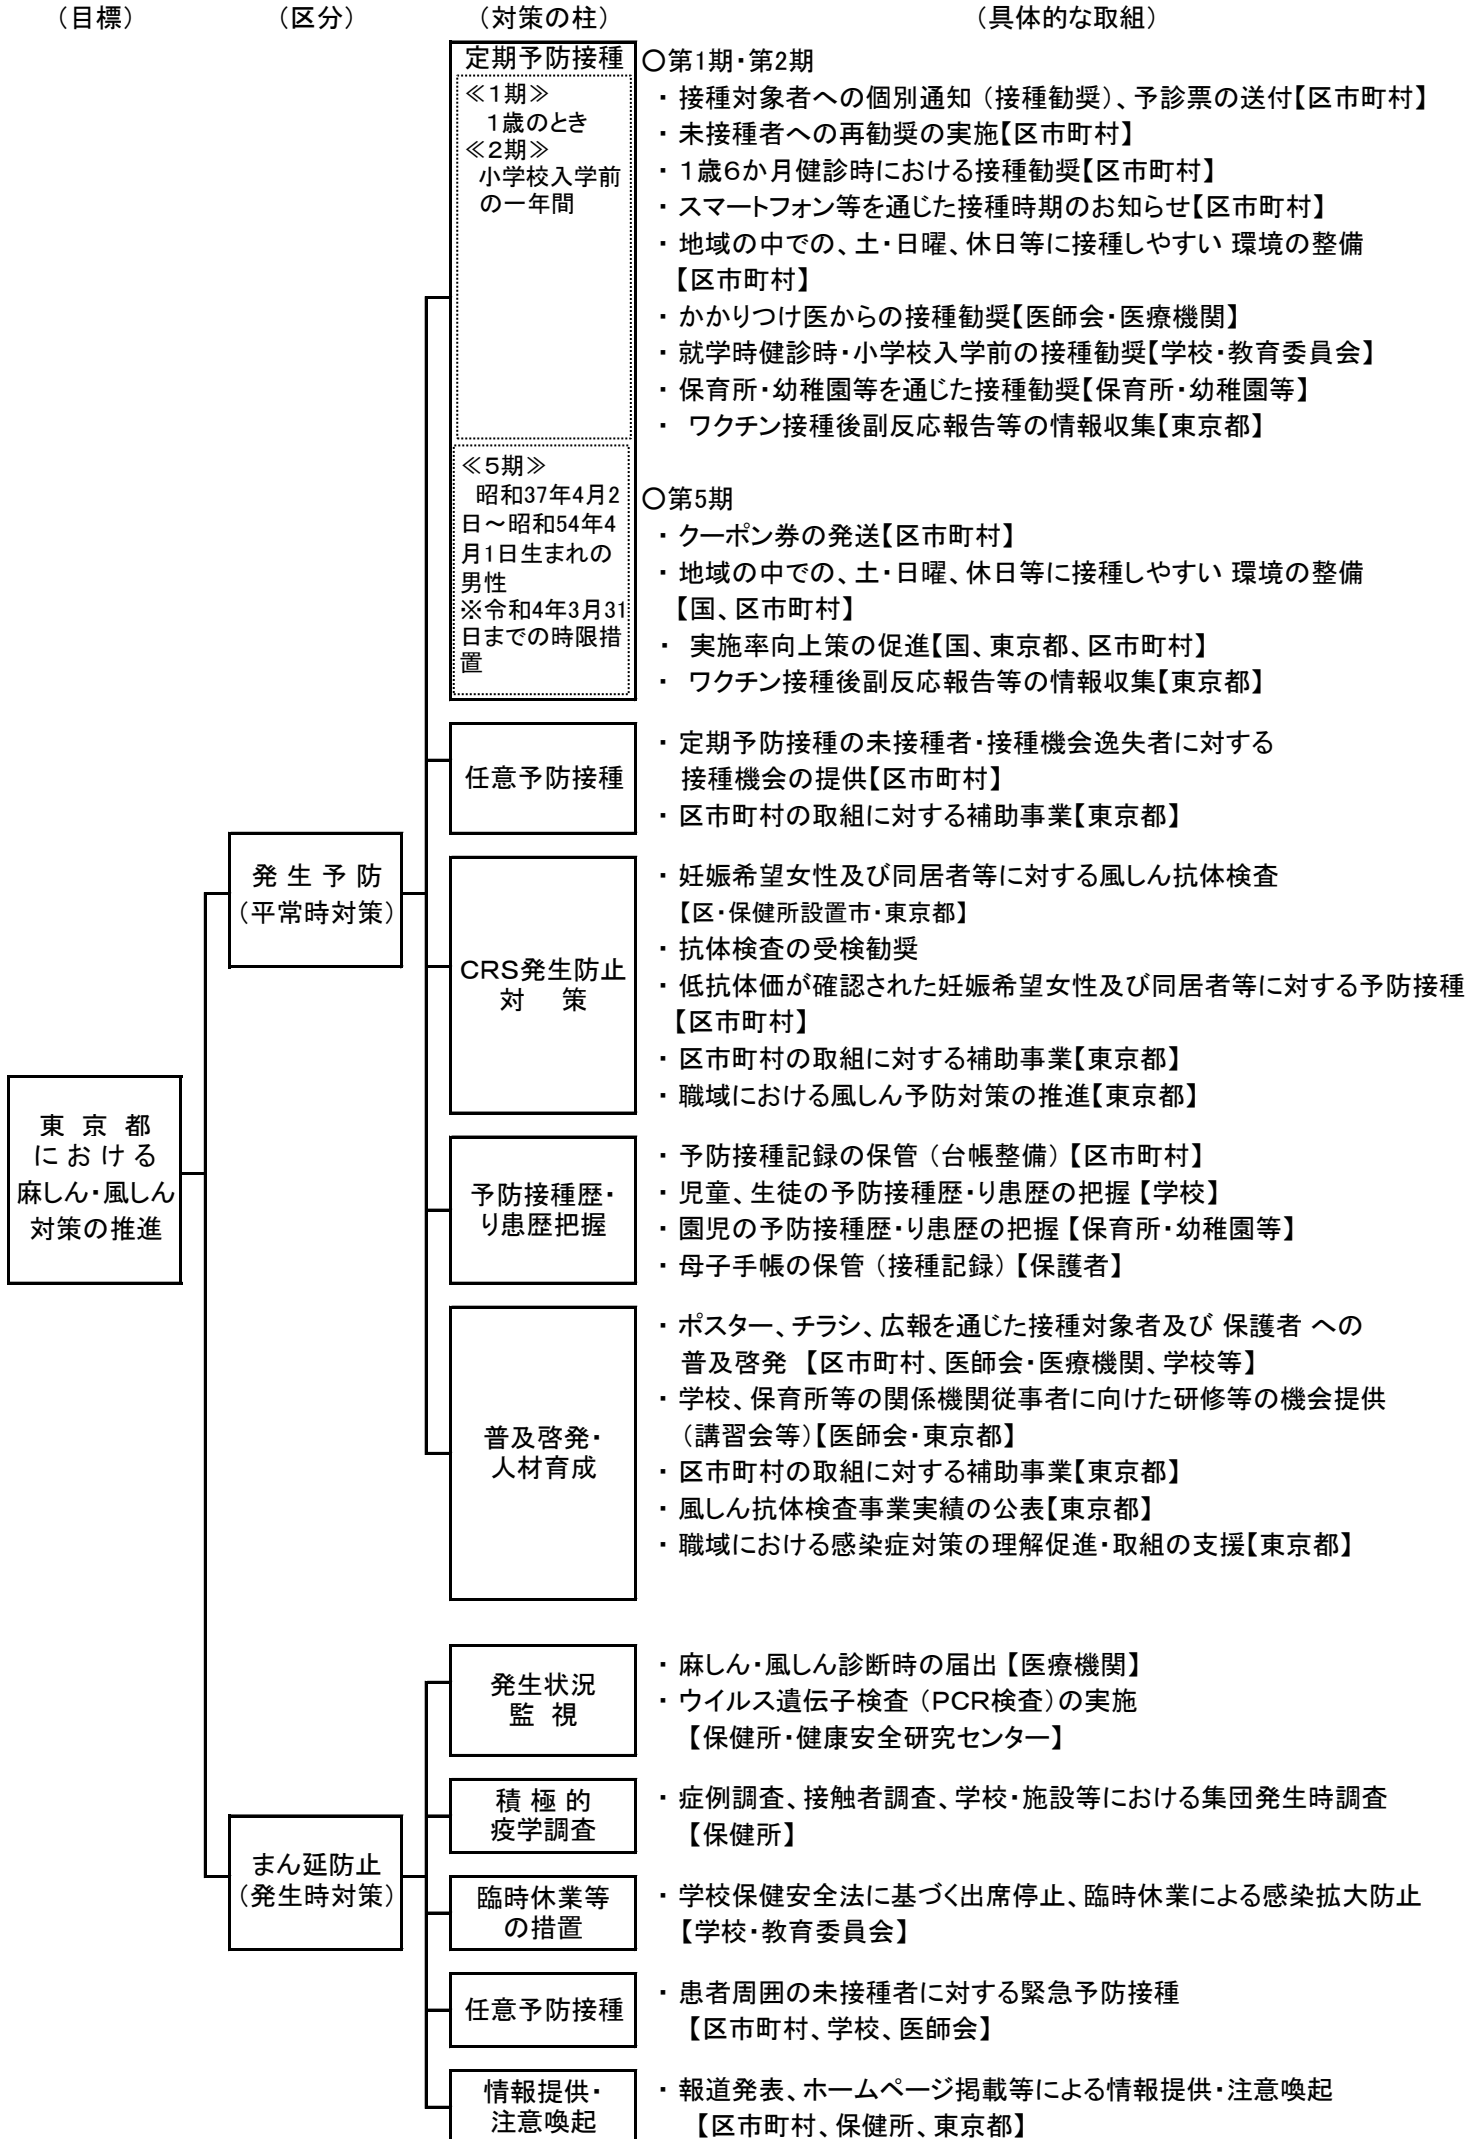 （目標）
（区分）
（対策の柱）
（具体的な取組）
定期予防接種
≪１期≫
１歳のとき
≪２期≫
小学校入学前
の一年間
○第1期・第2期
・ 接種対象者への個別通知（接種勧奨）、予診票の送付【区市町村】
・ 未接種者への再勧奨の実施【区市町村】
・ １歳６か月健診時における接種勧奨【区市町村】
・ スマートフォン等を通じた接種時期のお知らせ【区市町村】
・ 地域の中での、土・日曜、休日等に接種しやすい 環境の整備
【区市町村】
・ かかりつけ医からの接種勧奨【医師会・医療機関】
・ 就学時健診時・小学校入学前の接種勧奨【学校・教育委員会】
・ 保育所・幼稚園等を通じた接種勧奨【保育所・幼稚園等】
・ ワクチン接種後副反応報告等の情報収集【東京都】
≪５期≫
昭和37年4月2
日～昭和54年4
月1日生まれの
男性
※令和4年3月31
日までの時限措
置
○第5期
・ クーポン券の発送【区市町村】
・ 地域の中での、土・日曜、休日等に接種しやすい 環境の整備
【国、区市町村】
・ 実施率向上策の促進【国、東京都、区市町村】
・ ワクチン接種後副反応報告等の情報収集【東京都】
任意予防接種
・ 定期予防接種の未接種者・接種機会逸失者に対する
接種機会の提供【区市町村】
・ 区市町村の取組に対する補助事業【東京都】
発 生 予 防
（平常時対策）
CRS発生防止
対　策
・ 妊娠希望女性及び同居者等に対する風しん抗体検査
【区・保健所設置市・東京都】
・ 抗体検査の受検勧奨
・ 低抗体価が確認された妊娠希望女性及び同居者等に対する予防接種
【区市町村】
・ 区市町村の取組に対する補助事業【東京都】
・ 職域における風しん予防対策の推進【東京都】
東 京 都
に お け る
麻しん・風しん
対策の推進
予防接種歴・
り患歴把握
・ 予防接種記録の保管（台帳整備）【区市町村】
・ 児童、生徒の予防接種歴・り患歴の把握【学校】
・ 園児の予防接種歴・り患歴の把握【保育所・幼稚園等】
・ 母子手帳の保管（接種記録）【保護者】
普及啓発・
人材育成
・ ポスター、チラシ、広報を通じた接種対象者及び 保護者 への
普及啓発 【区市町村、医師会・医療機関、学校等】
・ 学校、保育所等の関係機関従事者に向けた研修等の機会提供
（講習会等）【医師会・東京都】
・ 区市町村の取組に対する補助事業【東京都】
・ 風しん抗体検査事業実績の公表【東京都】
・ 職域における感染症対策の理解促進・取組の支援【東京都】
まん延防止
（発生時対策）
発生状況
監 視
・ 麻しん・風しん診断時の届出【医療機関】
・ ウイルス遺伝子検査（PCR検査）の実施
【保健所・健康安全研究センター】
積 極 的
疫学調査
・ 症例調査、接触者調査、学校・施設等における集団発生時調査
【保健所】
臨時休業等
の措置
・ 学校保健安全法に基づく出席停止、臨時休業による感染拡大防止
【学校・教育委員会】
任意予防接種
・ 患者周囲の未接種者に対する緊急予防接種
【区市町村、学校、医師会】
情報提供・
注意喚起
・ 報道発表、ホームページ掲載等による情報提供・注意喚起
【区市町村、保健所、東京都】